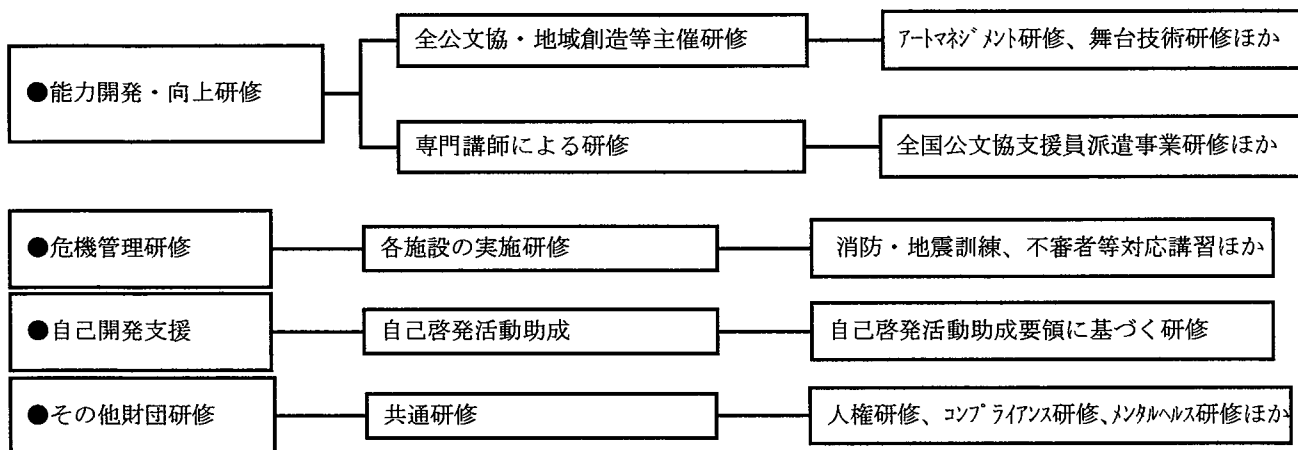 ●能力開発・向上研修
全公文協・地域創造等主催研修
ｱｰﾄﾏﾈｼﾞﾒﾝﾄ研修、舞台技術研修ほか
専門講師による研修
全国公文協支援員派遣事業研修ほか
●危機管理研修
各施設の実施研修
消防・地震訓練、不審者等対応講習ほか
●自己開発支援
自己啓発活動助成
自己啓発活動助成要領に基づく研修
●その他財団研修
共通研修
人権研修、ｺﾝﾌﾟﾗｲｱﾝｽ研修、ﾒﾝﾀﾙﾍﾙｽ研修ほか